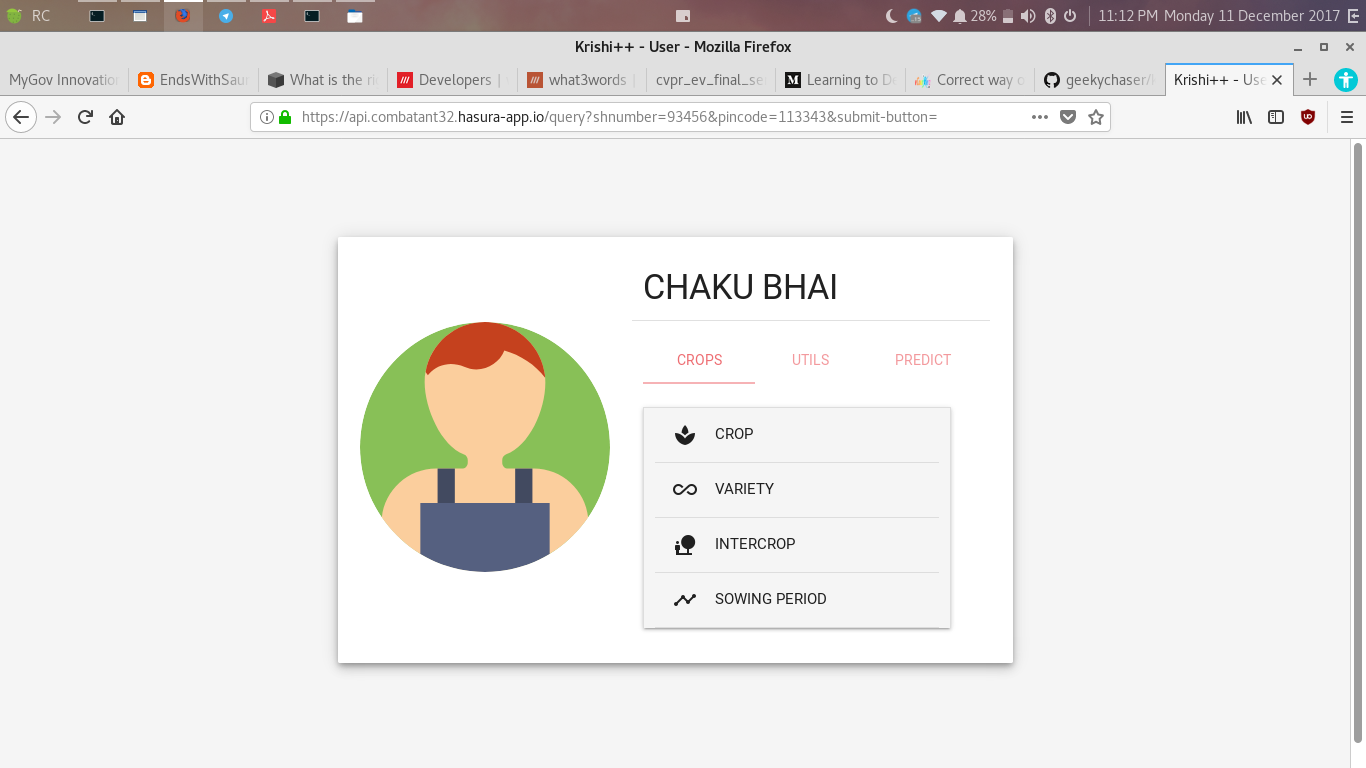 RC
28%
11:12 PM Monday 11 December 2017
Krishi++ - User - Mozilla Firefox
MyGov Innovation
EndsWithSau
What is the ri
Developers |
what3words |
cvpr_ev_final_se
Learning to De
Correct way o
geekychaser/
Krishi++ - Use
https://api.combatant32.hasura-app.io/query?shnumber=93456&pincode=113343&submit-button=
CHAKU BHAI
CROPS UTILS PREDICT
CROP
VARIETY
INTERCROP
SOWING PERIOD